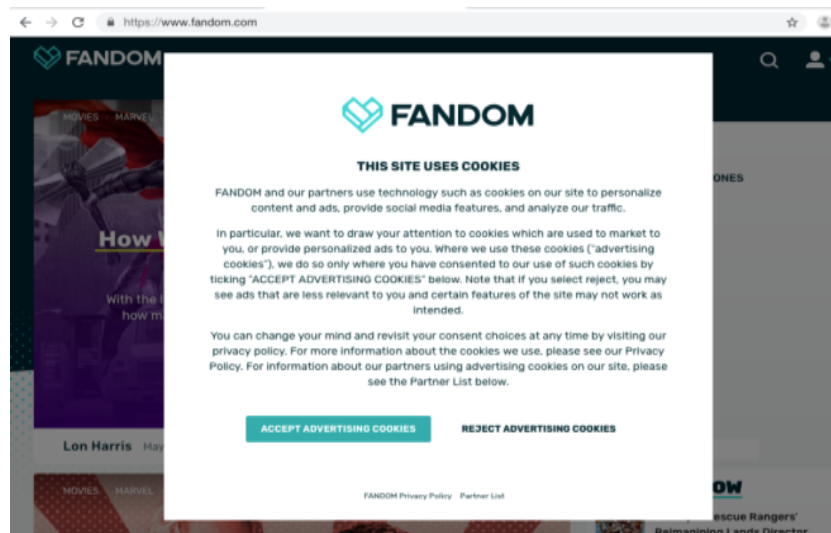 https://www.fandom.com
FANDOM
MOVIES MARVEL
How
With the
how
Lon Harris May
MOVIES MARVEL
FANDOM
THIS SITE USES COOKIES
FANDOM and our partners use technology such as cookies on our site to personalize
content and ads, provide social media features, and analyze our traffic.
In particular, we want to draw your attention to cookies which are used to market to
you, or provide personalized ads to you. Where we use these cookies ("advertising
cookies"), we do so only where you have consented to our use of such cookies by
ticking "ACCEPT ADVERTISING COOKIES" below. Note that if you select reject, you may
see ads that are less relevant to you and certain features of the site may not work as
intended.
You can change your mind and revisit your consent choices at any time by visiting our
privacy policy. For more information about the cookies we use, please see our Privacy
Policy. For information about our partners using advertising cookies on our site, please
see the Partner List below.
ACCEPT ADVERTISING COOKIES REJECT ADVERTISING COOKIES
FANDOM Privacy Policy Partner List
ONES
OW
escue Rangers'
Reimagining Lands Director